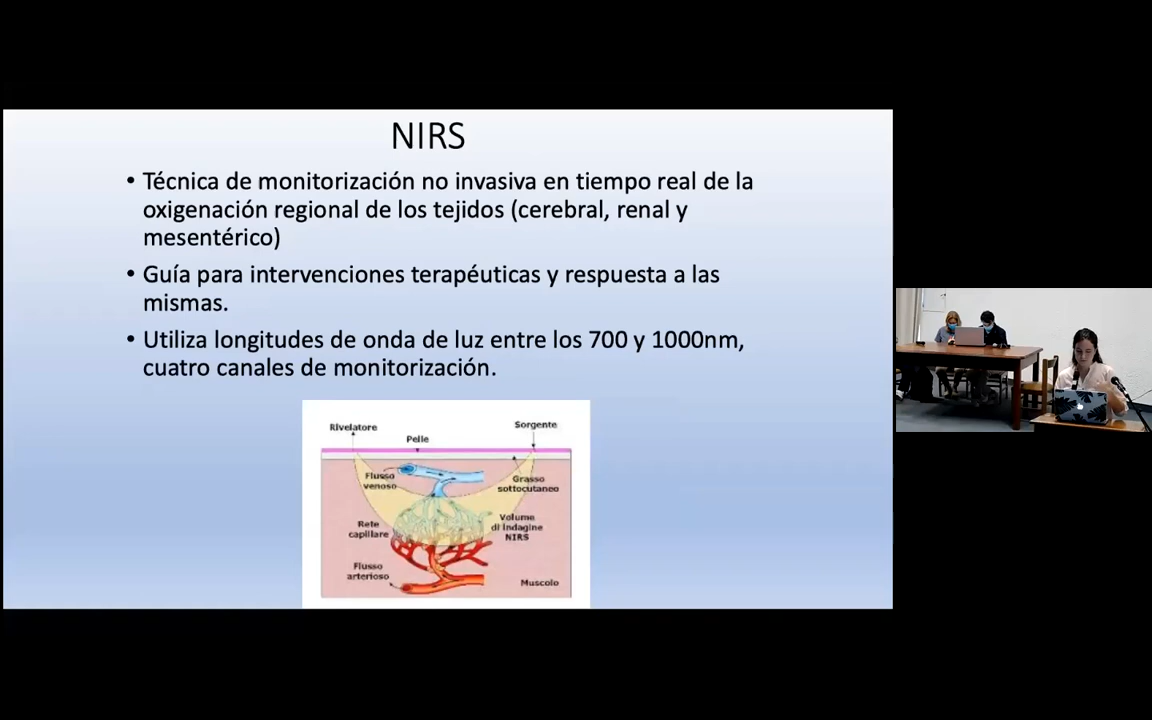 NIRS
• Técnica de monitorización no invasiva en tiempo real de la
oxigenación regional de los tejidos (cerebral, renal y
mesentérico)
• Guía para intervenciones terapéuticas y respuesta a las
mismas.
• Utiliza longitudes de onda de luz entre los 700 y 1000nm,
cuatro canales de monitorización.
Rivelatore
Pelle
Sorgente
Flusso
venoso
Grasso
sottocutaneo
Rete
capillare
Volume
di indagine
NIRS
Flusso
arterioso
Muscolo